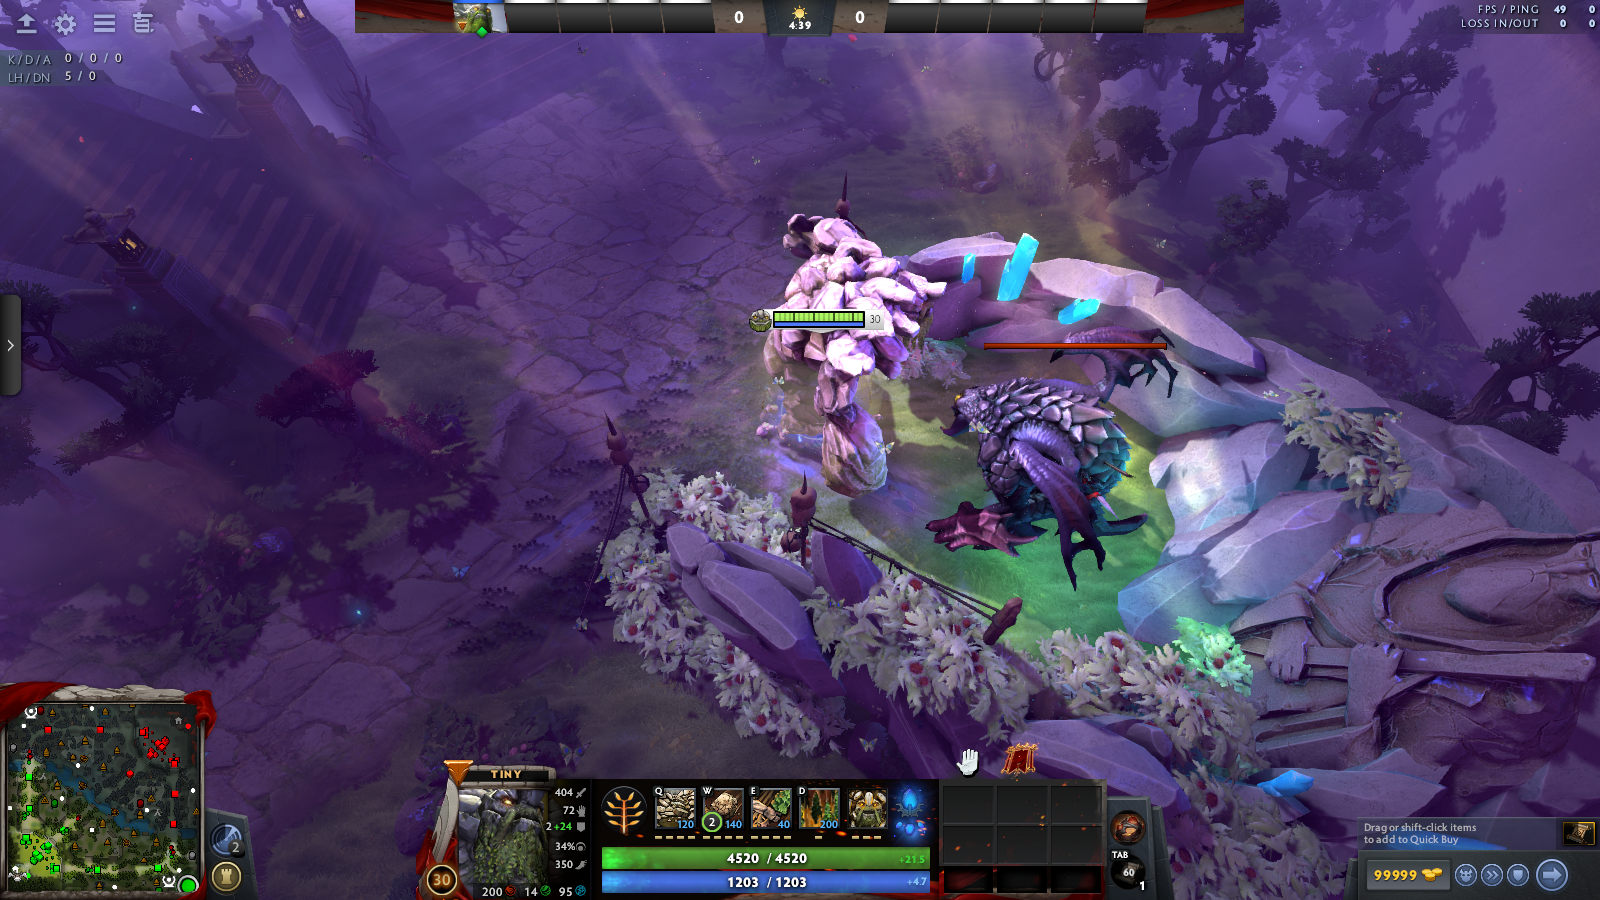 0 4:39 0
FPS / PING 49 0
LOSS IN/OUT 0 0
K/D/A 0 / 0 / 0
LH/DN 5 / 0
30
TINY
404
72
2 +24
34%
350
30
200 14 95
Q W E D
120 2 140 40 200
4520 / 4520 +21.5
1203 / 1203 +4.7
TAB
60
1
2
Drag or shift-click items
to add to Quick Buy
99999